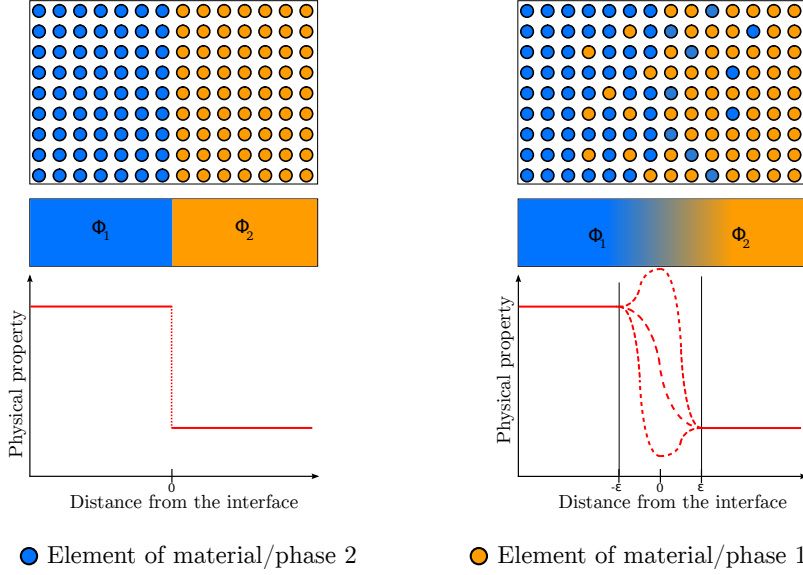 Φ1 Φ2
Φ1 Φ2
Physical property
0
Distance from the interface
Physical property
-ε 0 ε
Distance from the interface
Element of material/phase 2
Element of material/phase 1